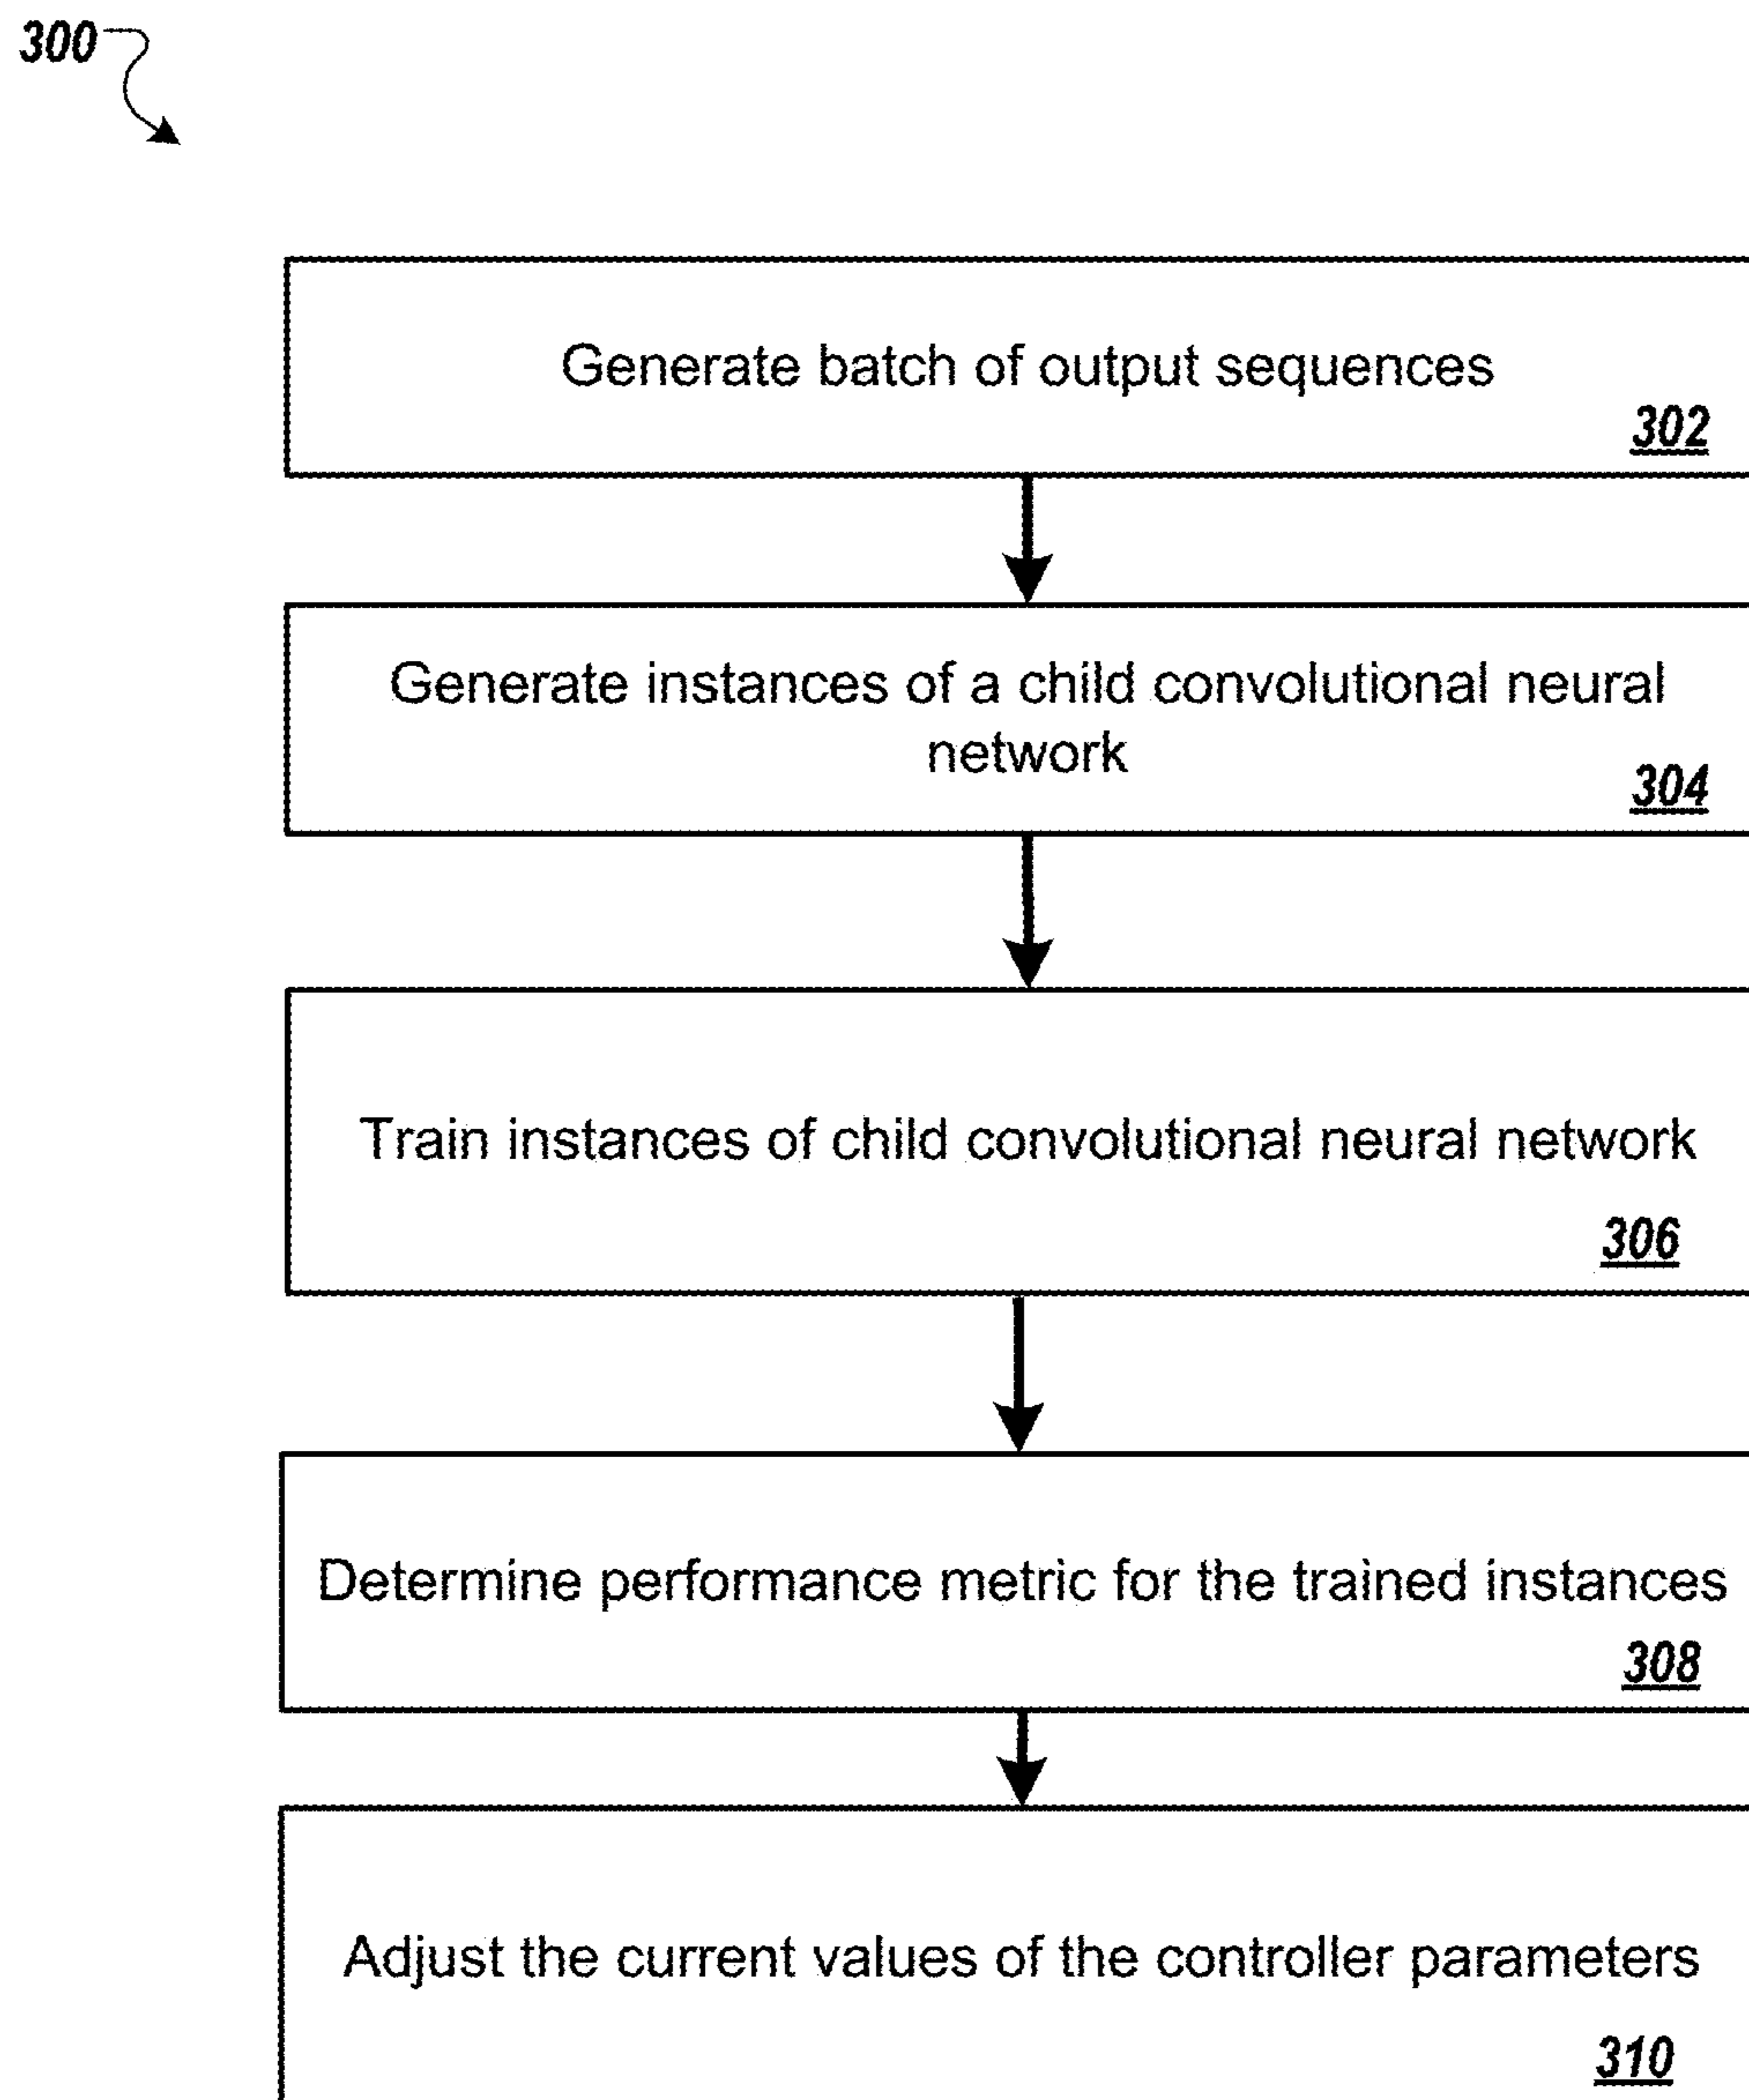 300
Generate batch of output sequences
302
Generate instances of a child convolutional neural
network
304
Train instances of child convolutional neural network
306
Determine performance metric for the trained instances
308
Adjust the current values of the controller parameters
310